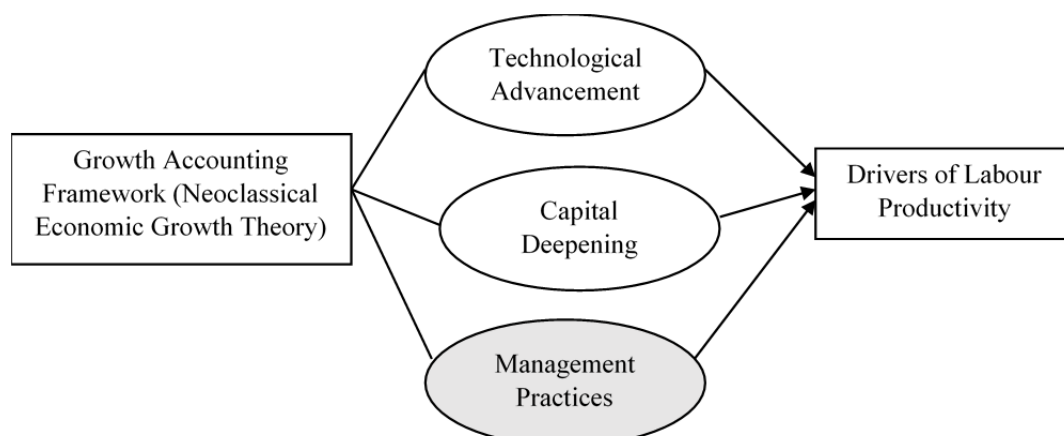 Technological
Advancement
Growth Accounting
Framework (Neoclassical
Economic Growth Theory)
Capital
Deepening
Drivers of Labour
Productivity
Management
Practices